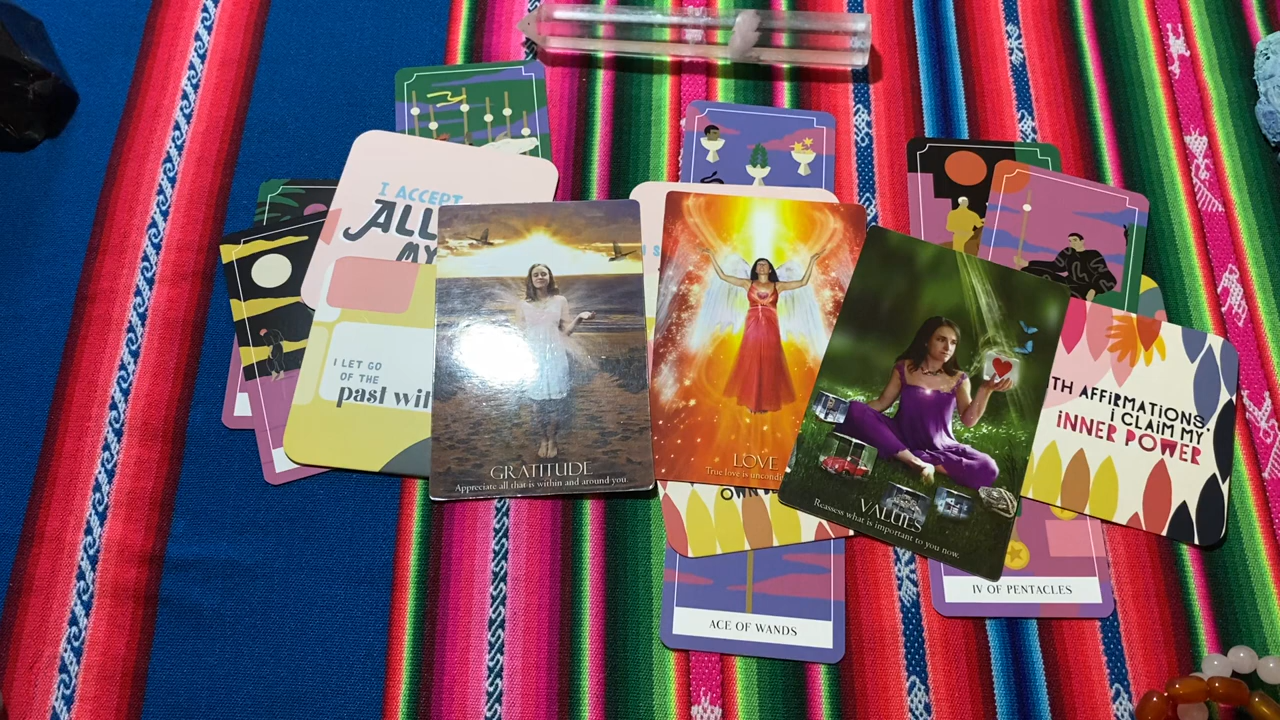 I ACCEPT
ALL
MY
I LET GO
OF THE
past wit
GRATITUDE
Appreciate all that is within and around you.
LOVE
True love is uncondi
OWN
ACE OF WANDS
VALUES
Reassess what is important to you now.
TH AFFIRMATIONS,
I CLAIM MY
INNER POWER
IV OF PENTACLES